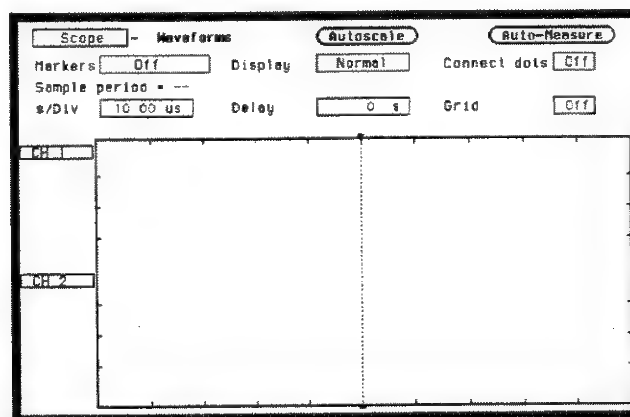 Scope - Waveforms Autoscale Auto-Measure
Markers Off Display Normal Connect dots Off
Sample period = --
s/Div 10.00 us Delay 0 s Grid Off
CH 1
CH 2